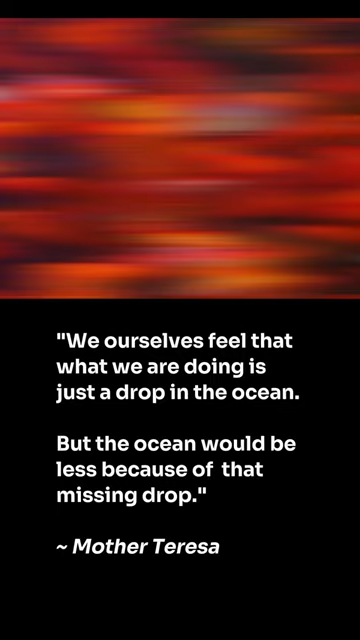 "We ourselves feel that
what we are doing is
just a drop in the ocean.
But the ocean would be
less because of that
missing drop."
~ Mother Teresa